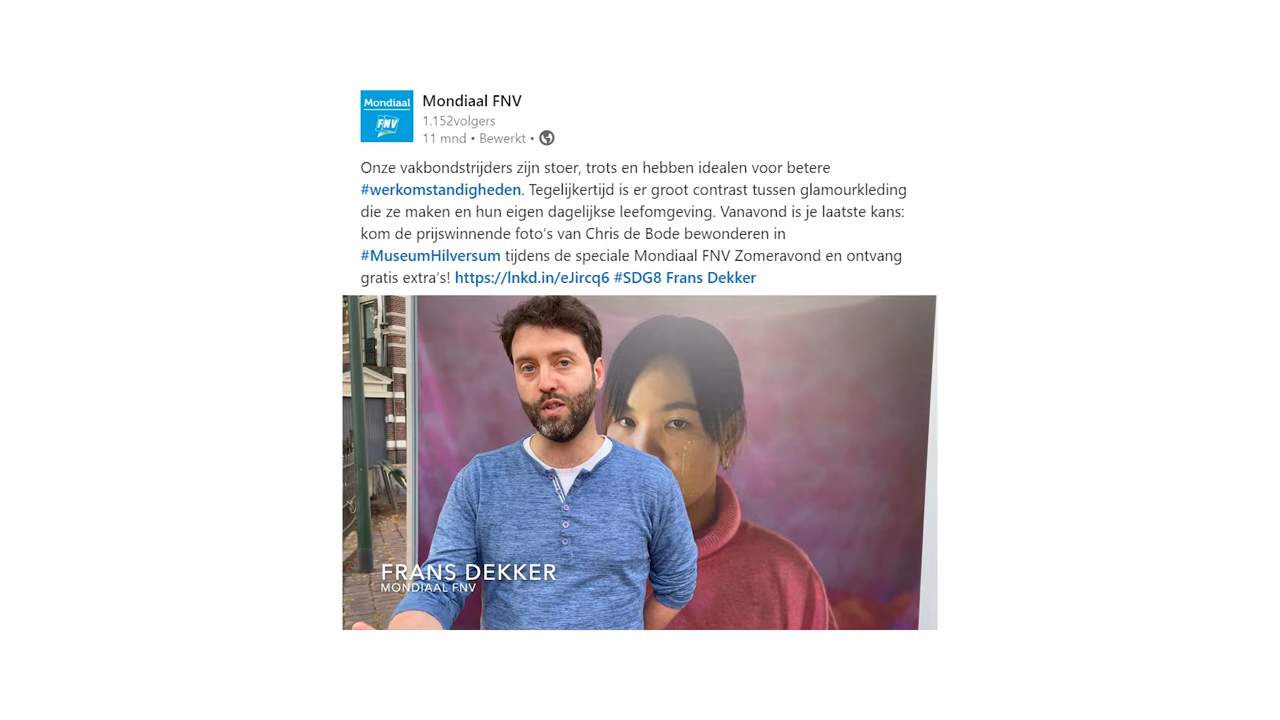 Mondiaal
FNV
Mondiaal FNV
1.152volgers
11 mnd • Bewerkt •
Onze vakbondstrijders zijn stoer, trots en hebben idealen voor betere
#werkomstandigheden. Tegelijkertijd is er groot contrast tussen glamourkleding
die ze maken en hun eigen dagelijkse leefomgeving. Vanavond is je laatste kans:
kom de prijswinnende foto's van Chris de Bode bewonderen in
#MuseumHilversum tijdens de speciale Mondiaal FNV Zomeravond en ontvang
gratis extra's! https://lnkd.in/eJircq6 #SDG8 Frans Dekker
FRANS DEKKER
MONDIAAL FNV